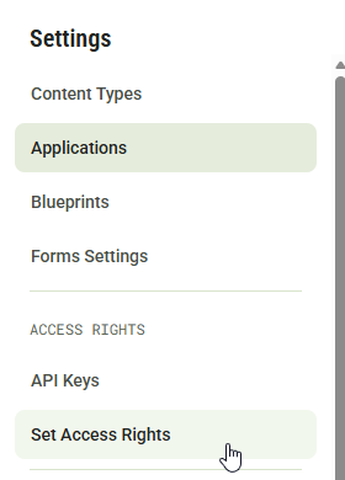 Settings
Content Types
Applications
Blueprints
Forms Settings
ACCESS RIGHTS
API Keys
Set Access Rights